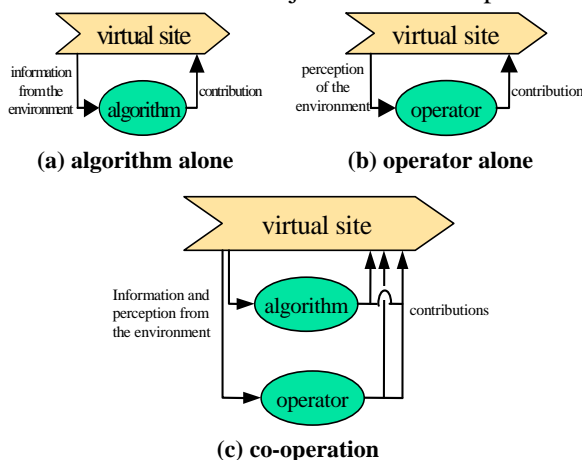 virtual site
information
from the
environment
algorithm
contribution
(a) algorithm alone
virtual site
perception
of the
environment
operator
contribution
(b) operator alone
virtual site
Information and
perception from
the environment
algorithm
contributions
operator
(c) co-operation